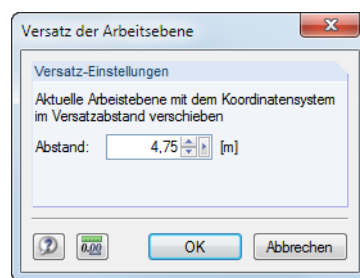 Versatz der Arbeitsebene
Versatz-Einstellungen
Aktuelle Arbeistebene mit dem Koordinatensystem
im Versatzabstand verschieben
Abstand: 4,75 [m]
? 0.00 OK Abbrechen